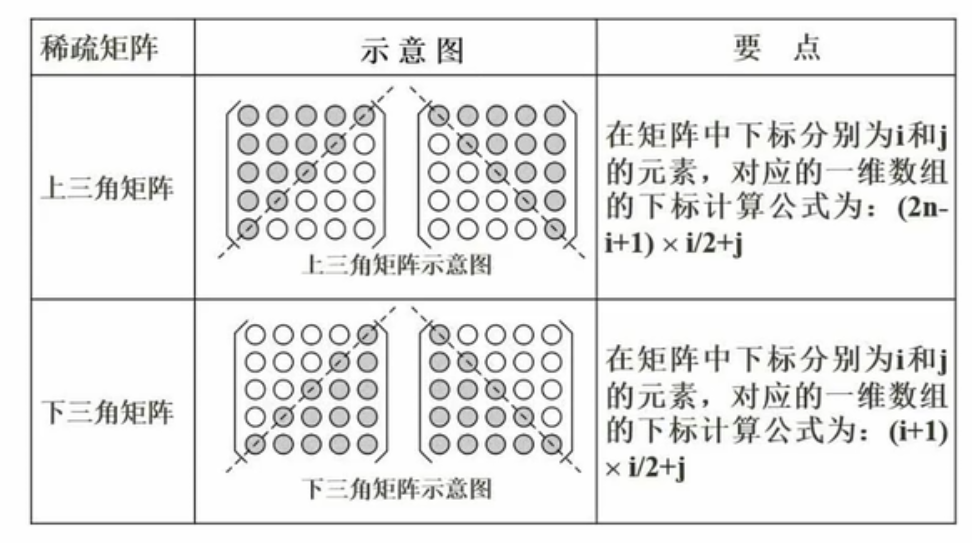 稀疏矩阵
示意图
要 点
上三角矩阵
上三角矩阵示意图
在矩阵中下标分别为i和j
的元素，对应的一维数组
的下标计算公式为：(2n-
i+1) × i/2+j
下三角矩阵
下三角矩阵示意图
在矩阵中下标分别为i和j
的元素，对应的一维数组
的下标计算公式为：(i+1)
× i/2+j